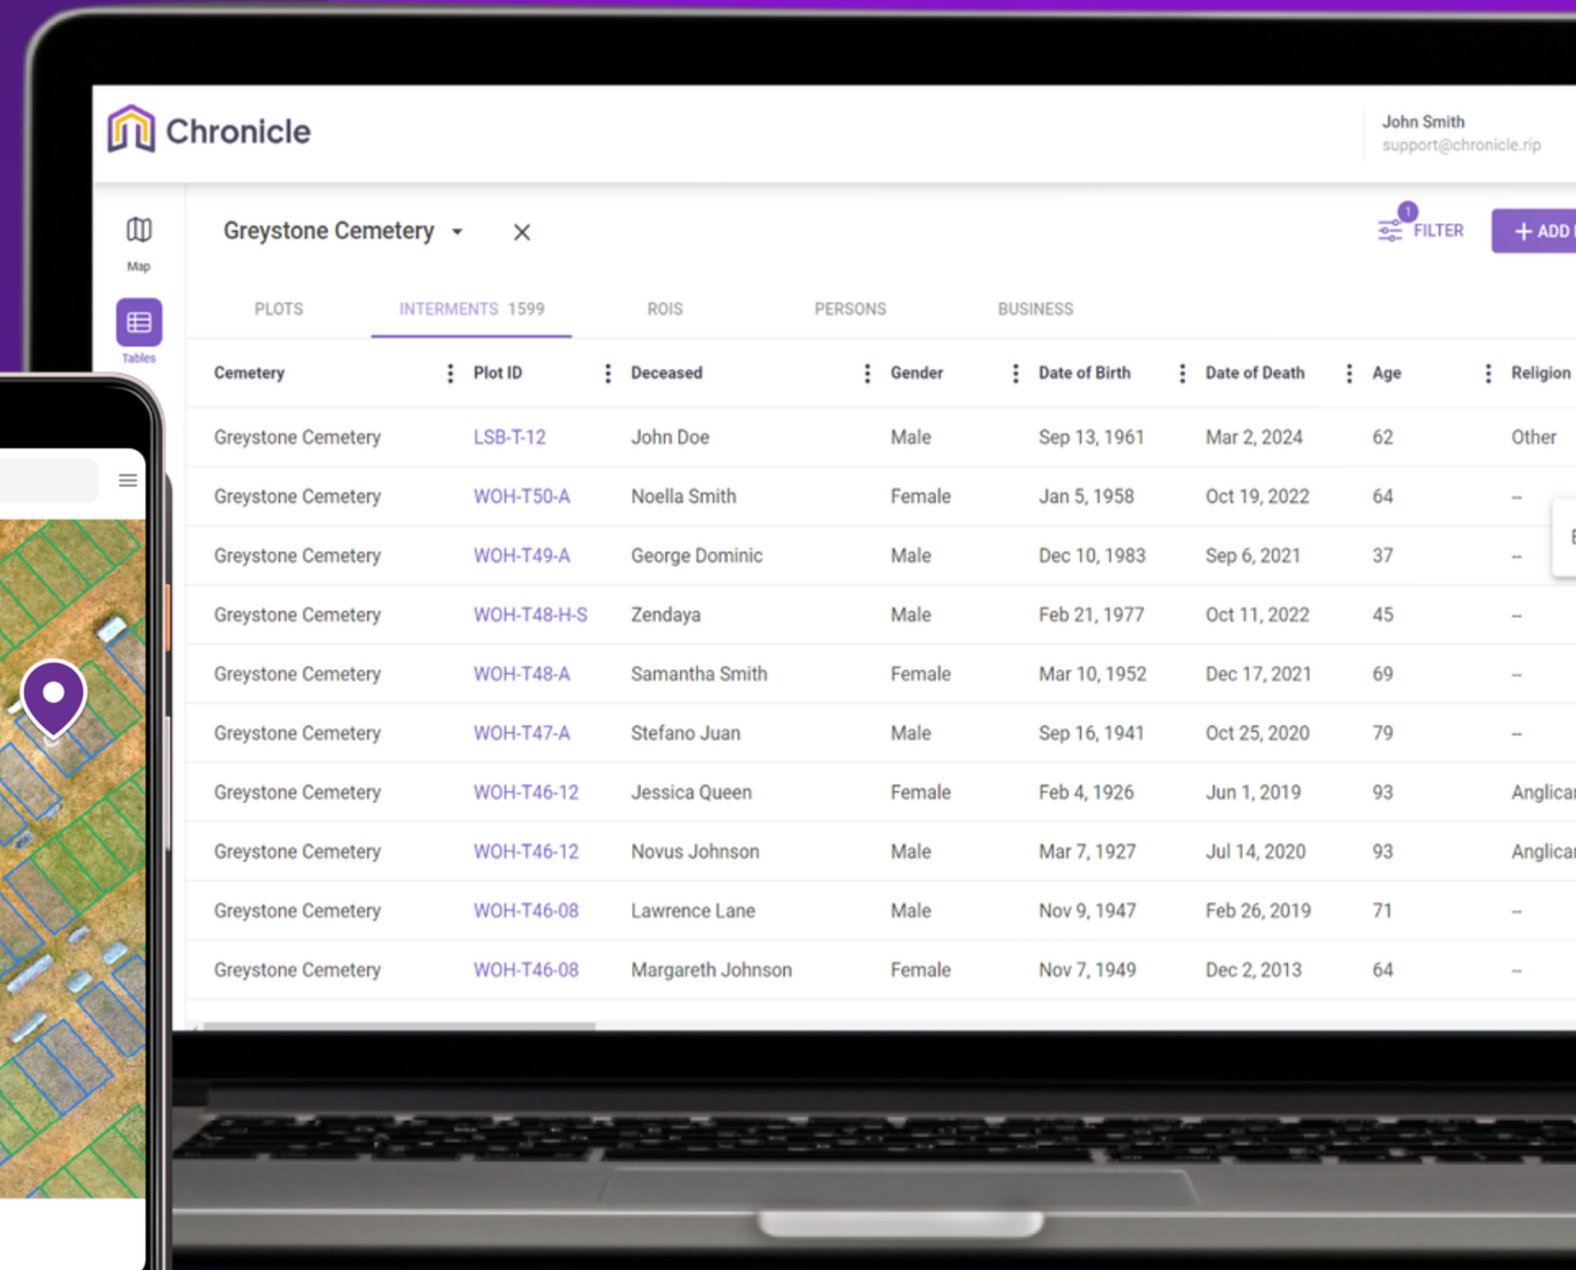 Chronicle
John Smith
support@chronicle.rip
Map
Tables
Greystone Cemetery
1
FILTER
+ ADD
PLOTS INTERMENTS 1599 ROIS PERSONS BUSINESS
Cemetery Plot ID Deceased Gender Date of Birth Date of Death Age Religion
Greystone Cemetery LSB-T-12 John Doe Male Sep 13, 1961 Mar 2, 2024 62 Other
Greystone Cemetery WOH-T50-A Noella Smith Female Jan 5, 1958 Oct 19, 2022 64 --
Greystone Cemetery WOH-T49-A George Dominic Male Dec 10, 1983 Sep 6, 2021 37 --
Greystone Cemetery WOH-T48-H-S Zendaya Male Feb 21, 1977 Oct 11, 2022 45 --
Greystone Cemetery WOH-T48-A Samantha Smith Female Mar 10, 1952 Dec 17, 2021 69 --
Greystone Cemetery WOH-T47-A Stefano Juan Male Sep 16, 1941 Oct 25, 2020 79 --
Greystone Cemetery WOH-T46-12 Jessica Queen Female Feb 4, 1926 Jun 1, 2019 93
Greystone Cemetery WOH-T46-12 Novus Johnson Male Mar 7, 1927 Jul 14, 2020 93
Greystone Cemetery WOH-T46-08 Lawrence Lane Male Nov 9, 1947 Feb 26, 2019 71 --
Greystone Cemetery WOH-T46-08 Margareth Johnson Female Nov 7, 1949 Dec 2, 2013 64 --